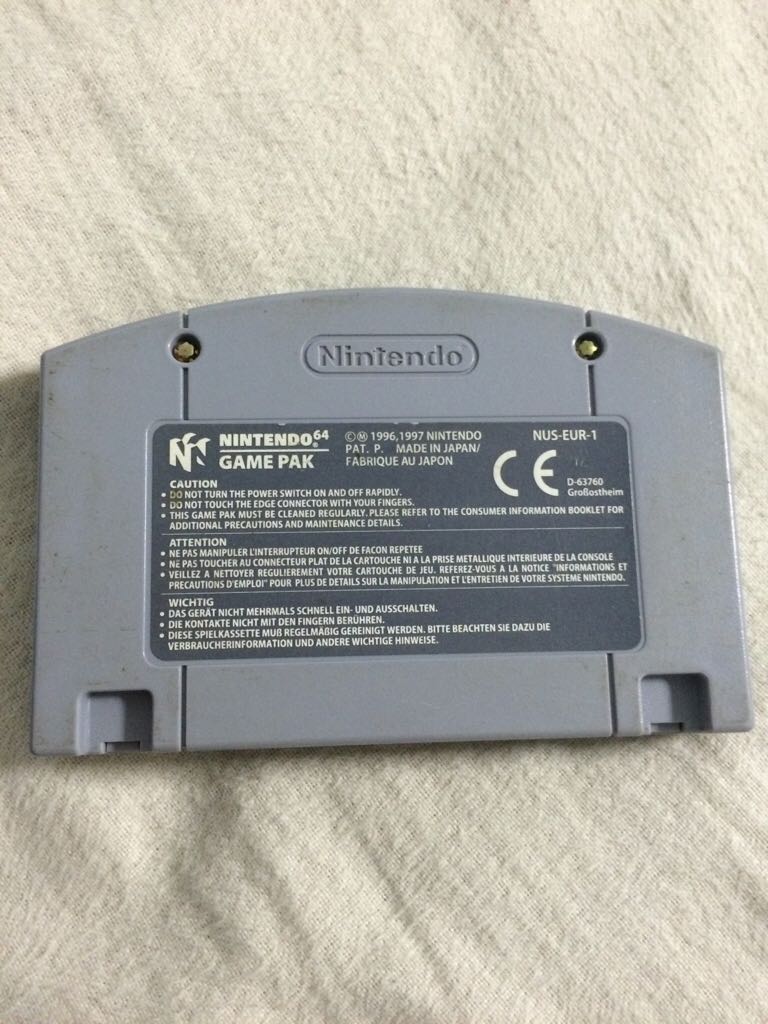 Nintendo
NINTENDO⁶⁴®
GAME PAK
©Ⓜ 1996,1997 NINTENDO
PAT. P. MADE IN JAPAN/
FABRIQUE AU JAPON
NUS-EUR-1
CE
D-63760
Großostheim
CAUTION
• DO NOT TURN THE POWER SWITCH ON AND OFF RAPIDLY.
• DO NOT TOUCH THE EDGE CONNECTOR WITH YOUR FINGERS.
• THIS GAME PAK MUST BE CLEANED REGULARLY. PLEASE REFER TO THE CONSUMER INFORMATION BOOKLET FOR
ADDITIONAL PRECAUTIONS AND MAINTENANCE DETAILS.
ATTENTION
• NE PAS MANIPULER L'INTERRUPTEUR ON/OFF DE FACON REPETEE
• NE PAS TOUCHER AU CONNECTEUR PLAT DE LA CARTOUCHE NI A LA PRISE METALLIQUE INTERIEURE DE LA CONSOLE
• VEILLEZ A NETTOYER REGULIEREMENT VOTRE CARTOUCHE DE JEU. REFEREZ-VOUS A LA NOTICE "INFORMATIONS ET
PRECAUTIONS D'EMPLOI" POUR PLUS DE DETAILS SUR LA MANIPULATION ET L'ENTRETIEN DE VOTRE SYSTEME NINTENDO.
WICHTIG
• DAS GERÄT NICHT MEHRMALS SCHNELL EIN- UND AUSSCHALTEN.
• DIE KONTAKTE NICHT MIT DEN FINGERN BERÜHREN.
• DIESE SPIELKASSETTE MUß REGELMÄßIG GEREINIGT WERDEN. BITTE BEACHTEN SIE DAZU DIE
VERBRAUCHERINFORMATION UND ANDERE WICHTIGE HINWEISE.